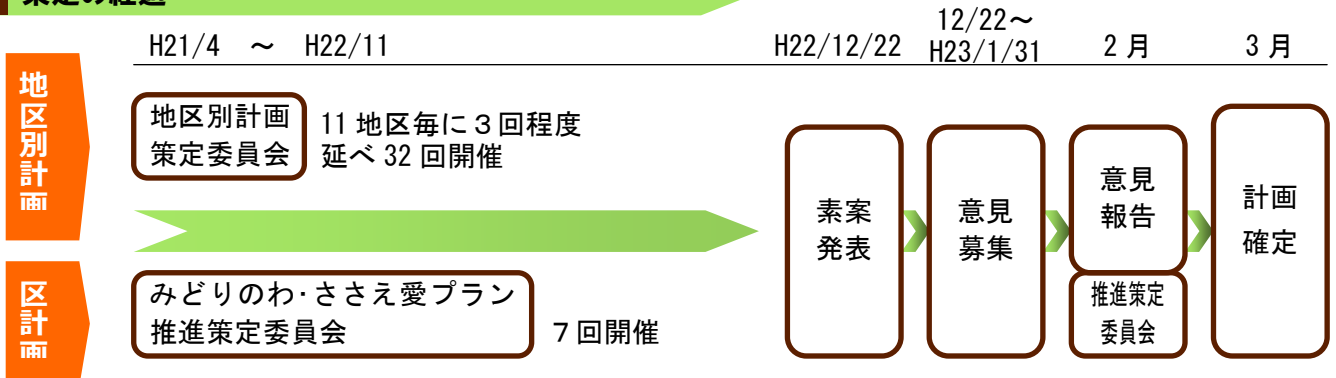 策定の経過
H21/4 ～ H22/11
H22/12/22
12/22～
H23/1/31
2月
3月
地区別計画
地区別計画
策定委員会
11地区毎に3回程度
延べ32回開催
素案
発表
意見
募集
意見
報告
計画
確定
区計画
みどりのわ・ささえ愛プラン
推進策定委員会
7回開催
推進策定
委員会